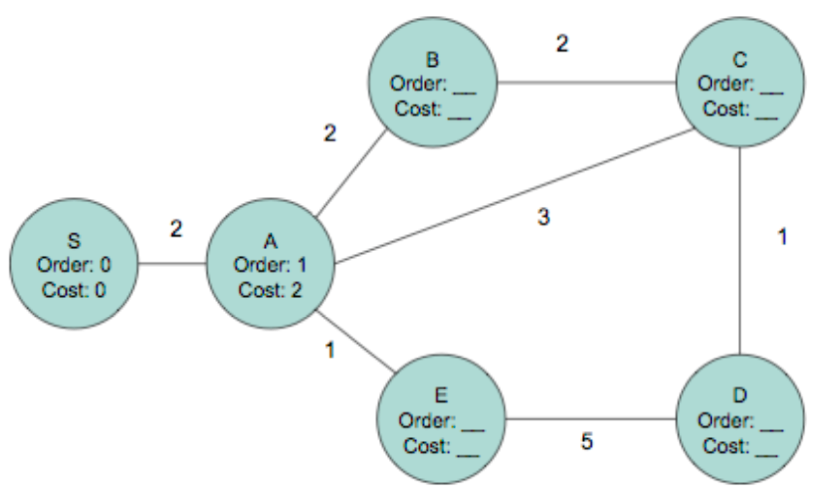 2
B
Order: __
Cost: __
C
Order: __
Cost: __
2
2
S
Order: 0
Cost: 0
A
Order: 1
Cost: 2
3
1
1
E
Order: __
Cost: __
5
D
Order: __
Cost: __